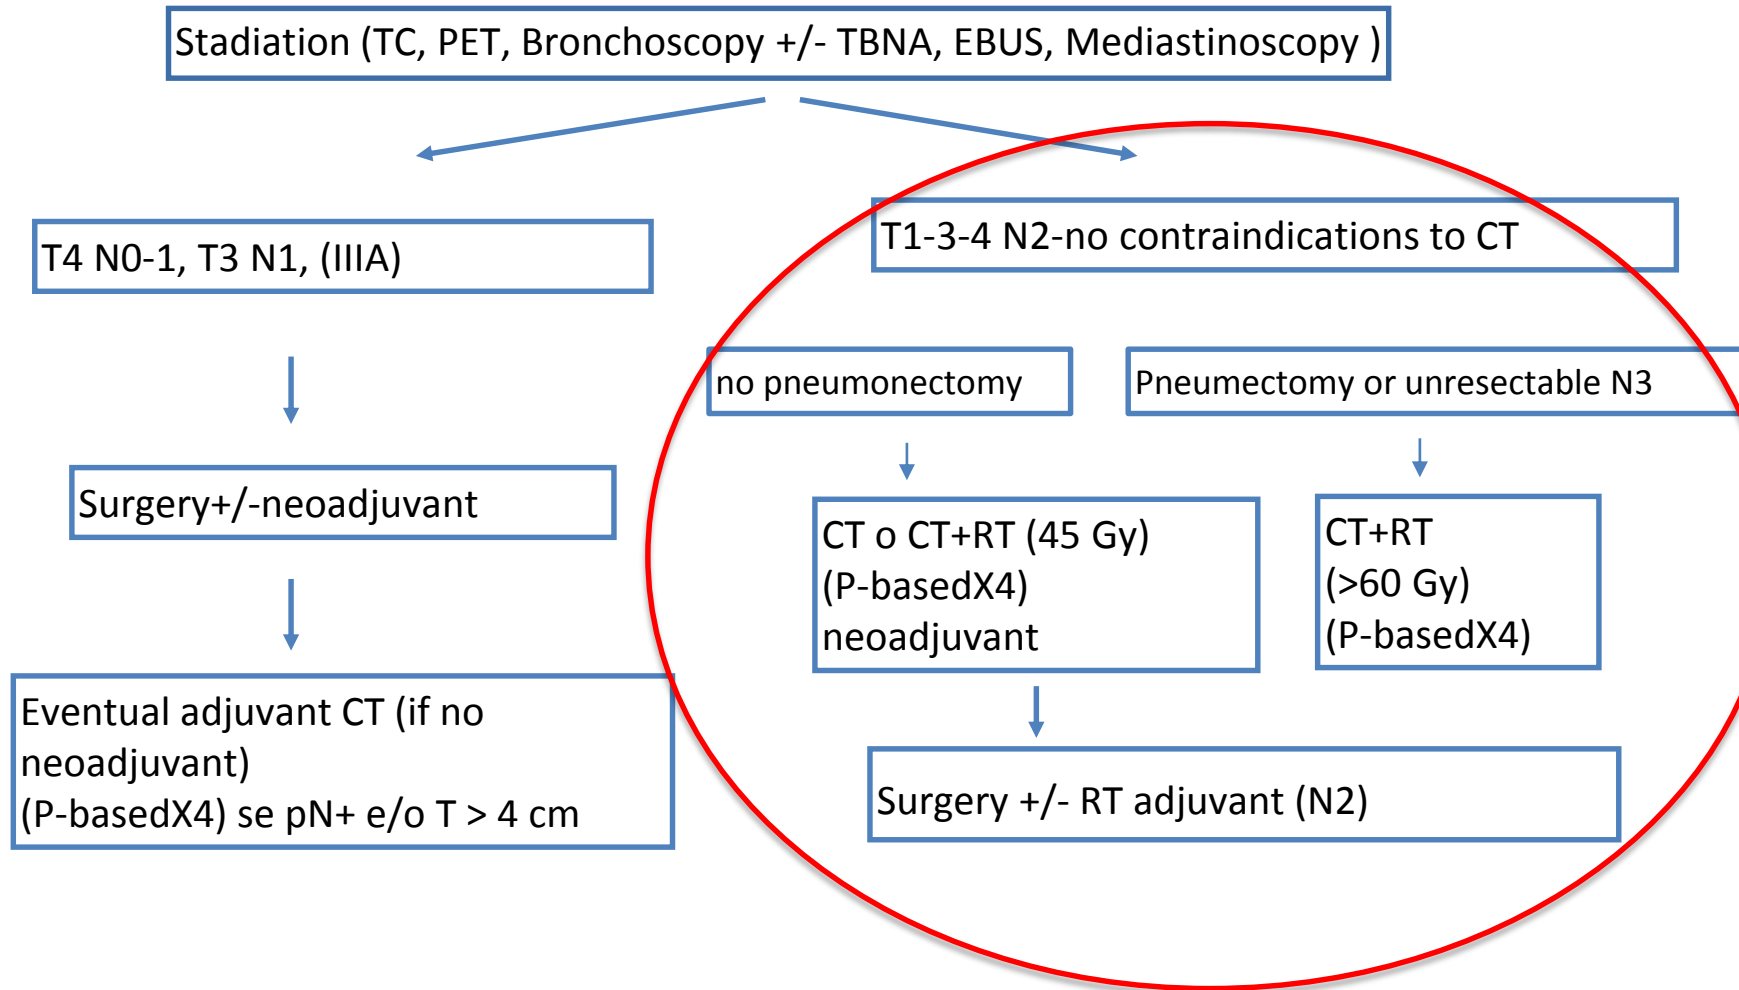 Stadiation (TC, PET, Bronchoscopy +/- TBNA, EBUS, Mediastinoscopy )
T4 N0-1, T3 N1, (IIIA)
Surgery+/-neoadjuvant
Eventual adjuvant CT (if no
neoadjuvant)
(P-basedX4) se pN+ e/o T > 4 cm
T1-3-4 N2-no contraindications to CT
no pneumonectomy
CT o CT+RT (45 Gy)
(P-basedX4)
neoadjuvant
Surgery +/- RT adjuvant (N2)
Pneumectomy or unresectable N3
CT+RT
(>60 Gy)
(P-basedX4)